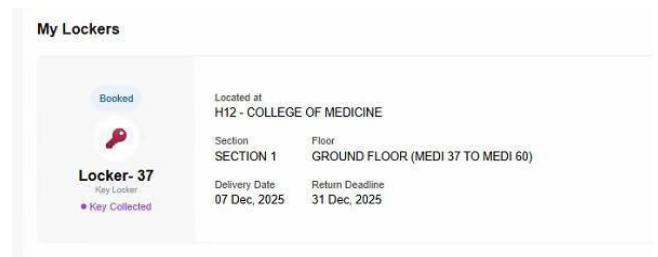 My Lockers
Booked
Locker- 37
Key Locker
Key Collected
Located at
H12 - COLLEGE OF MEDICINE
Section Floor
SECTION 1 GROUND FLOOR (MEDI 37 TO MEDI 60)
Delivery Date Return Deadline
07 Dec, 2025 31 Dec, 2025